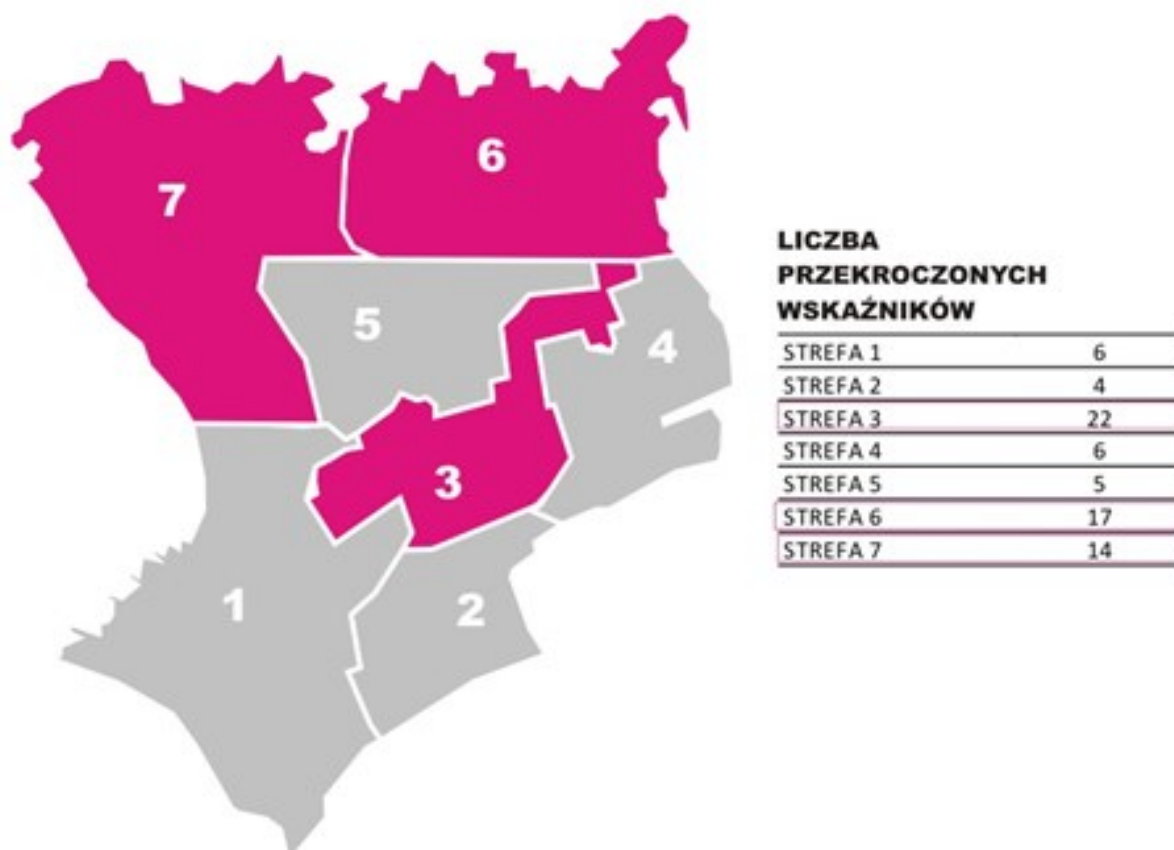 7
6
5
4
3
1
2
LICZBA
PRZEKROCZONYCH
WSKAŹNIKÓW
STREFA 1 6
STREFA 2 4
STREFA 3 22
STREFA 4 6
STREFA 5 5
STREFA 6 17
STREFA 7 14